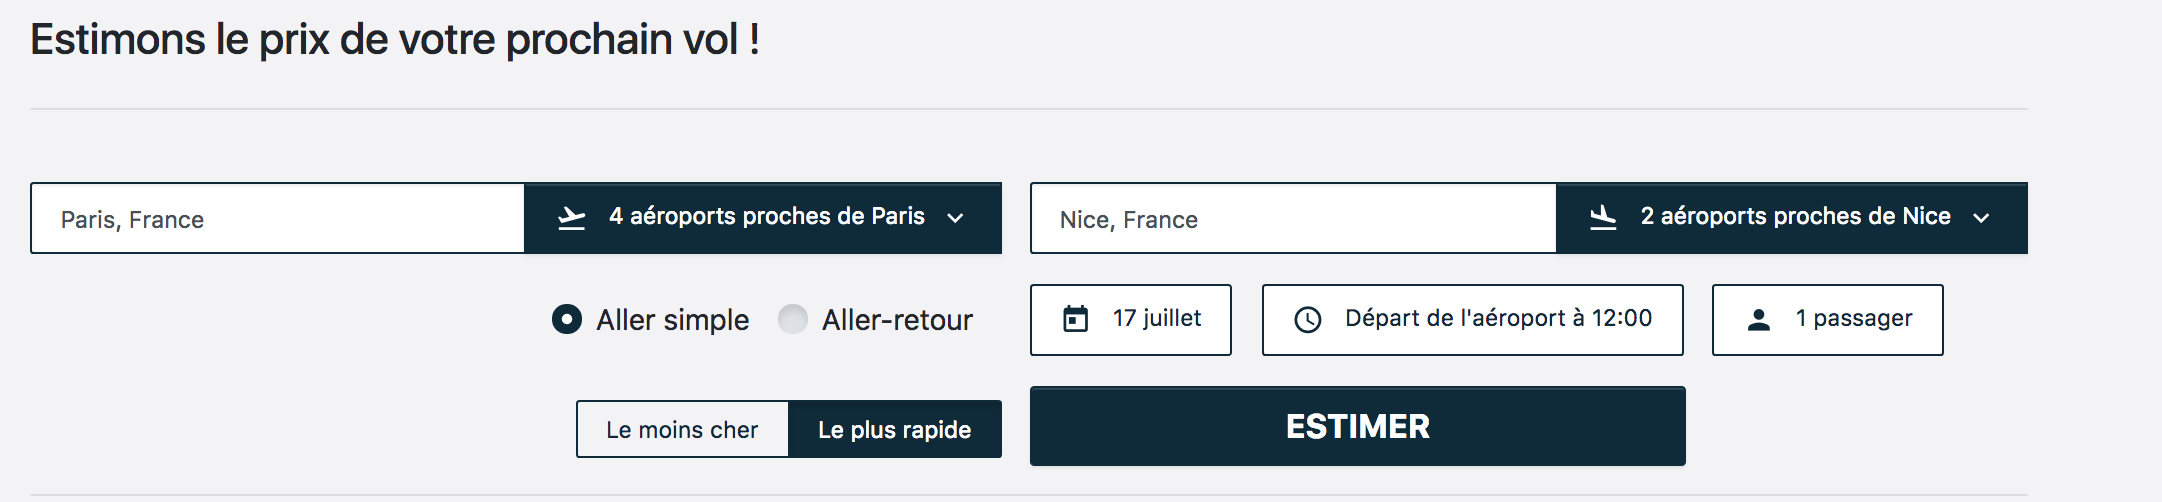 Estimons le prix de votre prochain vol !
Paris, France
4 aéroports proches de Paris
Nice, France
2 aéroports proches de Nice
Aller simple
Aller-retour
17 juillet
Départ de l'aéroport à 12:00
1 passager
Le moins cher
Le plus rapide
ESTIMER